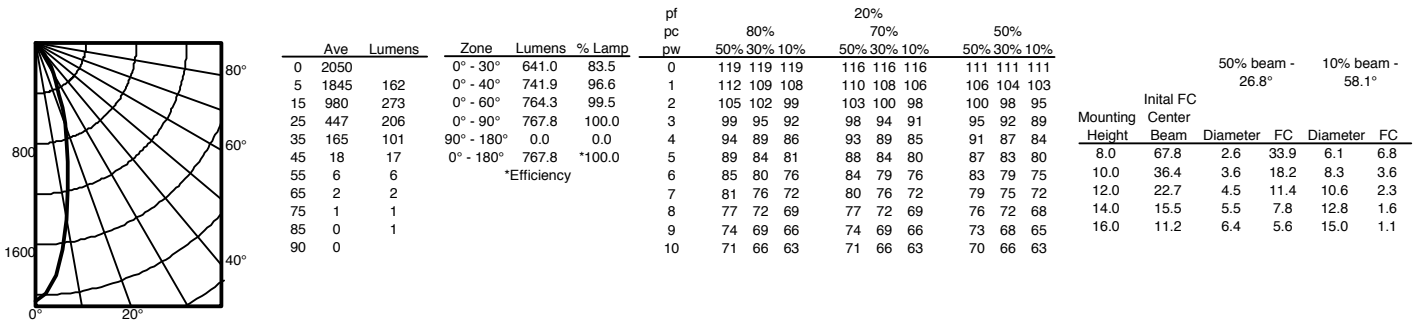 80°
60°
40°
800
1600
0° 20°
Ave Lumens
0 2050
5 1845 162
15 980 273
25 447 206
35 165 101
45 18 17
55 6 6
65 2 2
75 1 1
85 0 1
90 0
Zone Lumens % Lamp
0° - 30° 641.0 83.5
0° - 40° 741.9 96.6
0° - 60° 764.3 99.5
0° - 90° 767.8 100.0
90° - 180° 0.0 0.0
0° - 180° 767.8 *100.0
*Efficiency
pf 20%
pc 80% 70% 50%
pw 50% 30% 10% 50% 30% 10% 50% 30% 10%
0 119 119 119 116 116 116 111 111 111
1 112 109 108 110 108 106 106 104 103
2 105 102 99 103 100 98 100 98 95
3 99 95 92 98 94 91 95 92 89
4 94 89 86 93 89 85 91 87 84
5 89 84 81 88 84 80 87 83 80
6 85 80 76 84 79 76 83 79 75
7 81 76 72 80 76 72 79 75 72
8 77 72 69 77 72 69 76 72 68
9 74 69 66 74 69 66 73 68 65
10 71 66 63 71 66 63 70 66 63
50% beam - 10% beam -
26.8° 58.1°
Inital FC
Mounting Center
Height Beam Diameter FC Diameter FC
8.0 67.8 2.6 33.9 6.1 6.8
10.0 36.4 3.6 18.2 8.3 3.6
12.0 22.7 4.5 11.4 10.6 2.3
14.0 15.5 5.5 7.8 12.8 1.6
16.0 11.2 6.4 5.6 15.0 1.1